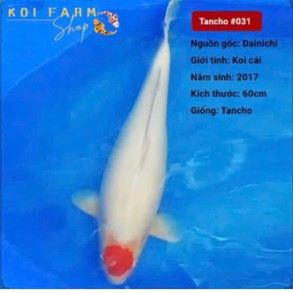 KOI FARM
Shop
Tancho #031
Nguồn gốc: Dainichi
Giới tính: Koi cái
Năm sinh: 2017
Kích thước: 60cm
Giống: Tancho